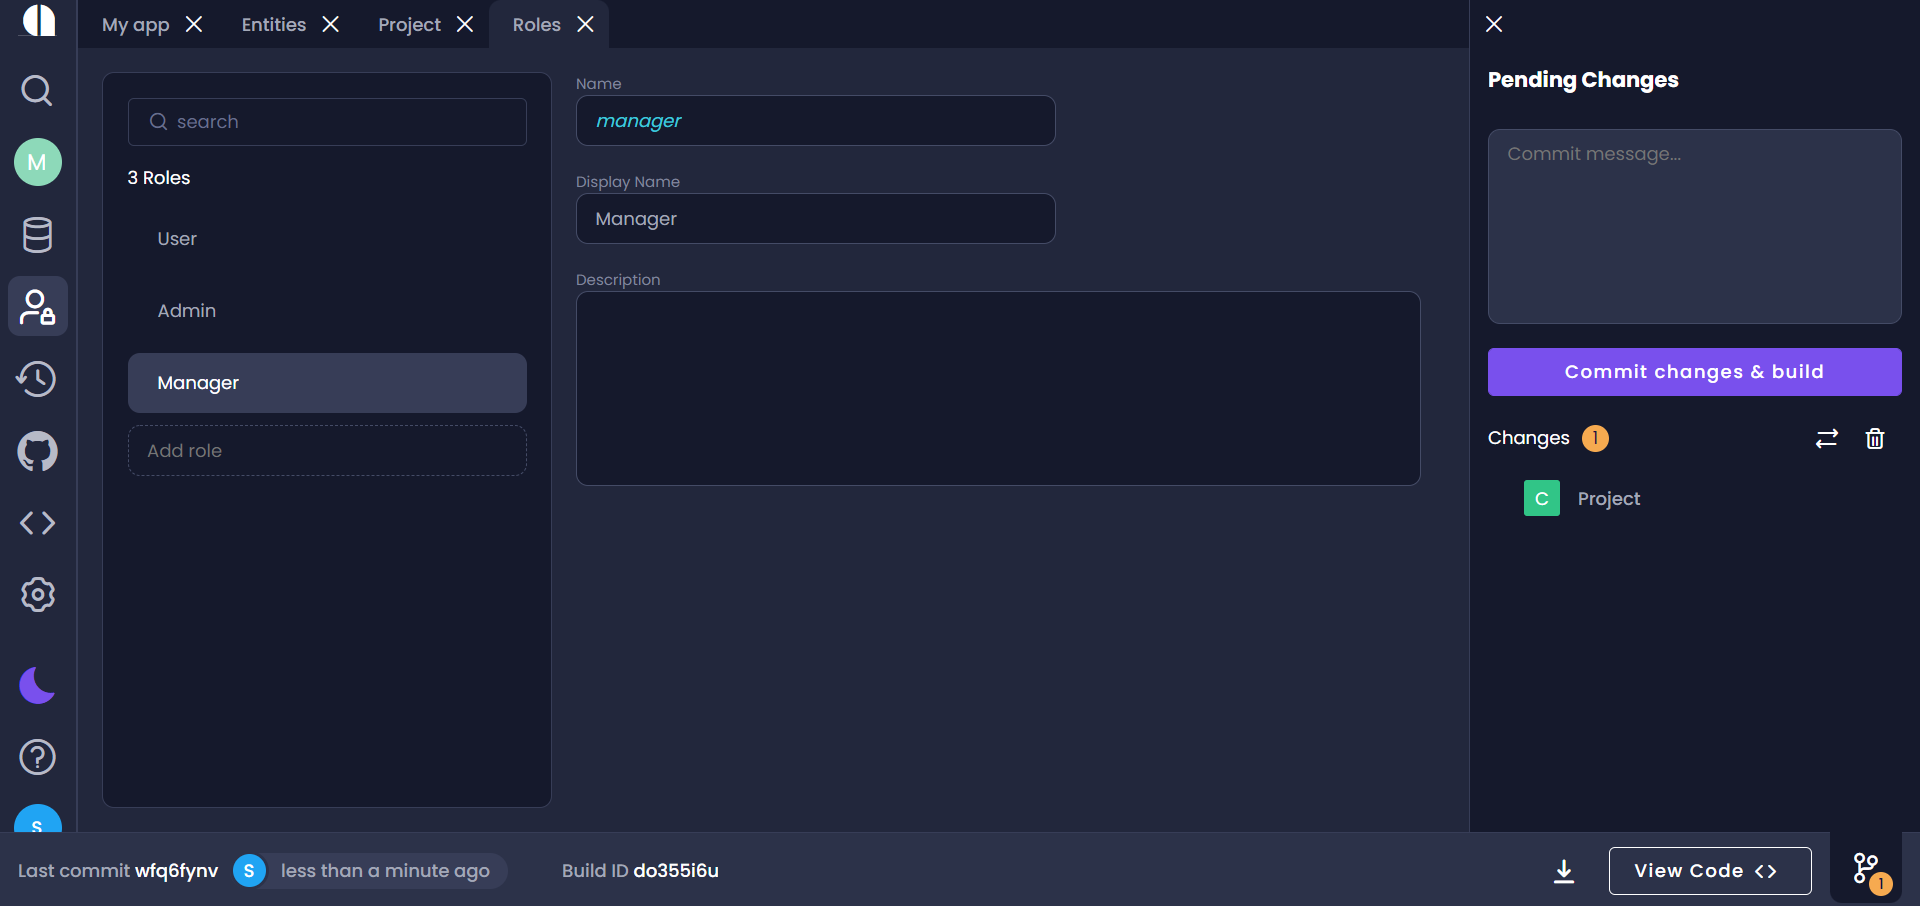 My app
Entities
Project
Roles
M
search
3 Roles
User
Admin
Manager
Add role
Name
manager
Display Name
Manager
Description
Pending Changes
Commit message...
Commit changes & build
Changes 1
C Project
S
Last commit wfq6fynv S less than a minute ago
Build ID do355i6u
View Code <>
1